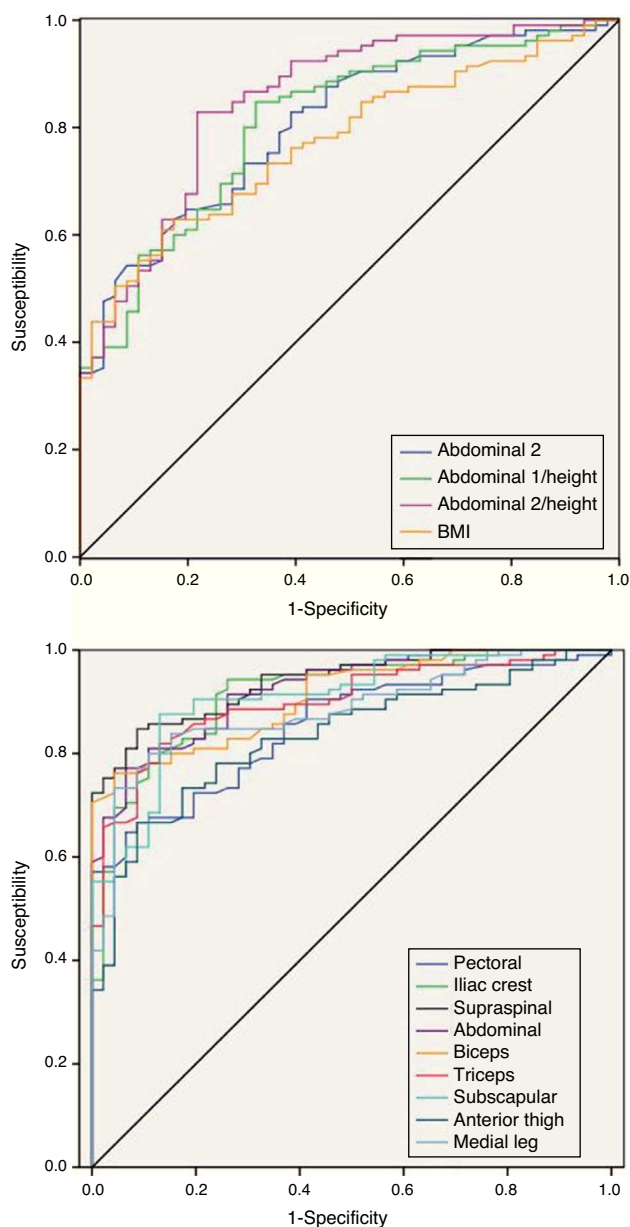 1.0
0.8
0.6
0.4
0.2
0.0
Susceptibility
Abdominal 2
Abdominal 1/height
Abdominal 2/height
BMI
0.0 0.2 0.4 0.6 0.8 1.0
1-Specificity
1.0
0.8
0.6
0.4
0.2
0.0
Susceptibility
Pectoral
Iliac crest
Supraspinal
Abdominal
Biceps
Triceps
Subscapular
Anterior thigh
Medial leg
0.0 0.2 0.4 0.6 0.8 1.0
1-Specificity